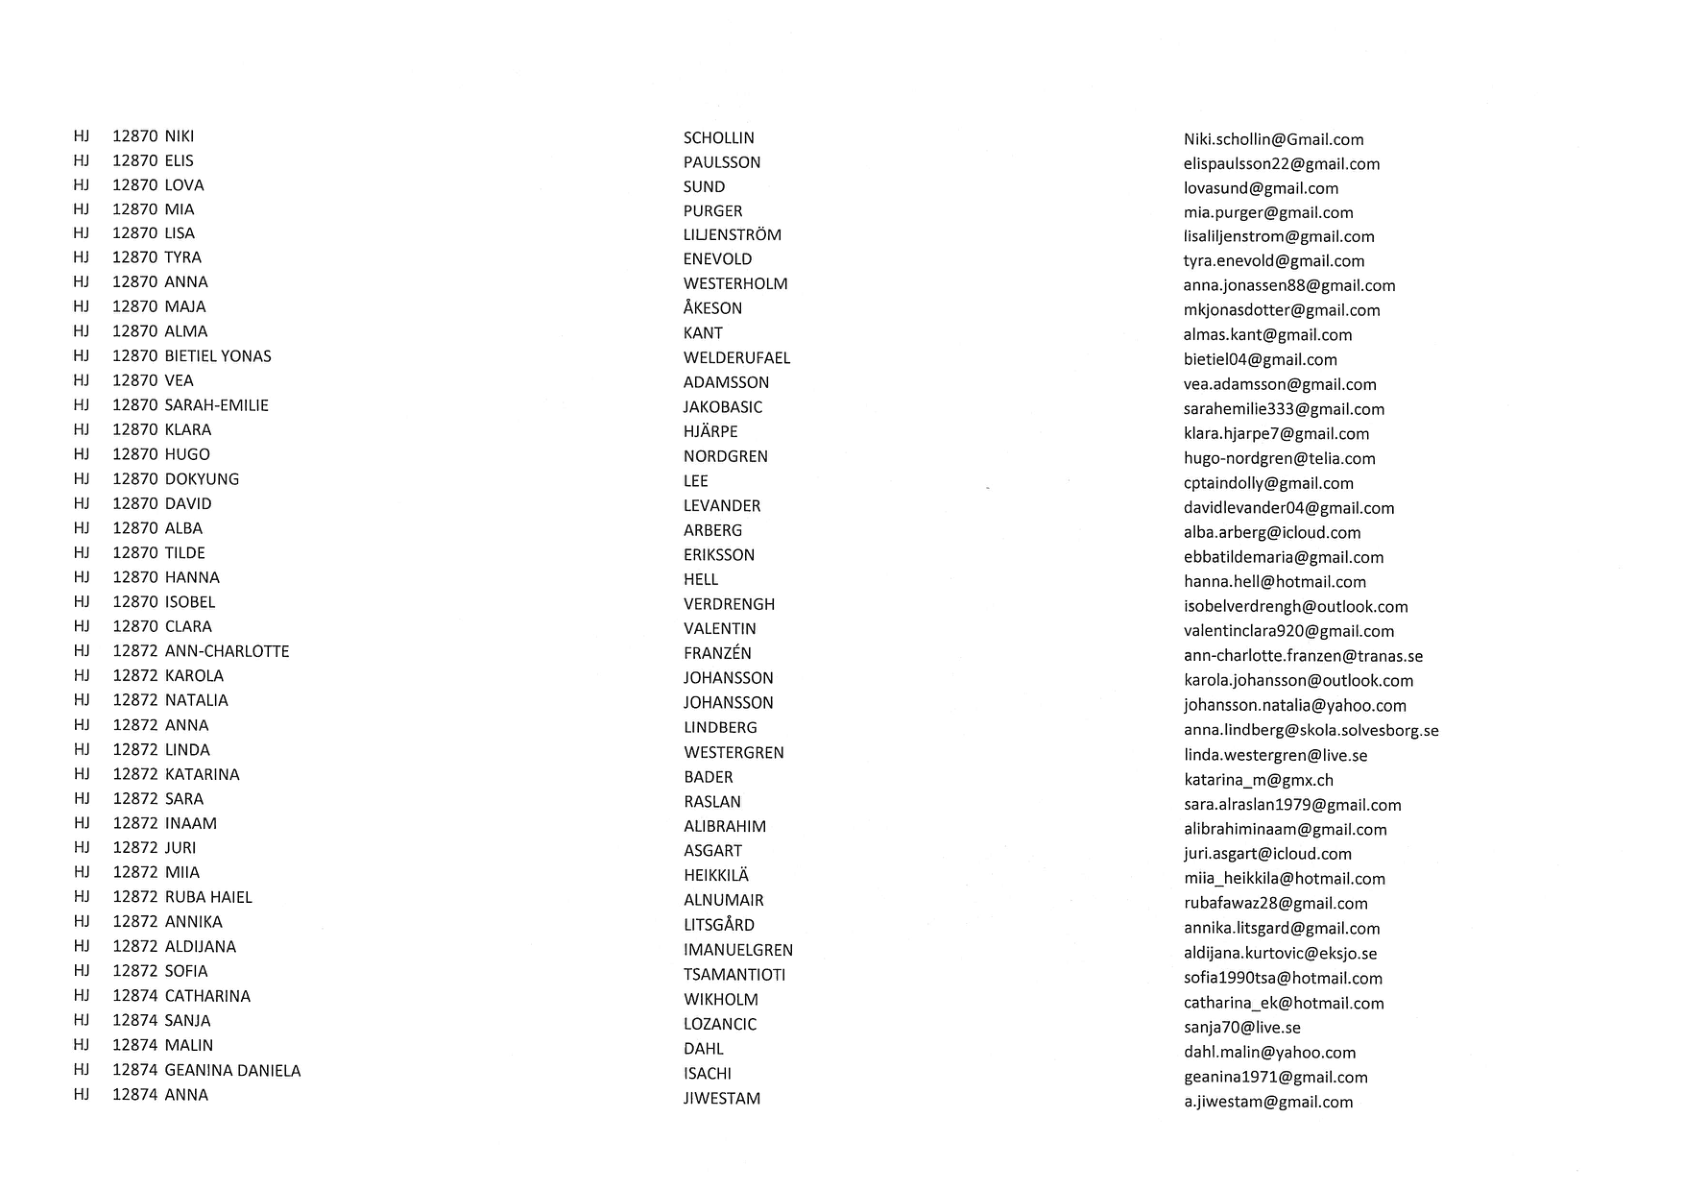 HJ 12870 NIKI SCHOLLIN Niki.schollin@Gmail.com
HJ 12870 ELIS PAULSSON elispaulsson22@gmail.com
HJ 12870 LOVA SUND lovasund@gmail.com
HJ 12870 MIA PURGER mia.purger@gmail.com
HJ 12870 LISA LILJENSTRÖM lisaliljenstrom@gmail.com
HJ 12870 TYRA ENEVOLD tyra.enevold@gmail.com
HJ 12870 ANNA WESTERHOLM anna.jonassen88@gmail.com
HJ 12870 MAJA ÅKESON mkjonasdotter@gmail.com
HJ 12870 ALMA KANT almas.kant@gmail.com
HJ 12870 BIETIEL YONAS WELDERUFAEL bietiel04@gmail.com
HJ 12870 VEA ADAMSSON vea.adamsson@gmail.com
HJ 12870 SARAH-EMILIE JAKOBASIC sarahemilie333@gmail.com
HJ 12870 KLARA HJÄRPE klara.hjarpe7@gmail.com
HJ 12870 HUGO NORDGREN hugo-nordgren@telia.com
HJ 12870 DOKYUNG LEE cptaindolly@gmail.com
HJ 12870 DAVID LEVANDER davidlevander04@gmail.com
HJ 12870 ALBA ARBERG alba.arberg@icloud.com
HJ 12870 TILDE ERIKSSON ebbatildemaria@gmail.com
HJ 12870 HANNA HELL hanna.hell@hotmail.com
HJ 12870 ISOBEL VERDRENGH isobelverdrengh@outlook.com
HJ 12870 CLARA VALENTIN valentinclara920@gmail.com
HJ 12872 ANN-CHARLOTTE FRANZÉN ann-charlotte.franzen@tranas.se
HJ 12872 KAROLA JOHANSSON karola.johansson@outlook.com
HJ 12872 NATALIA JOHANSSON johansson.natalia@yahoo.com
HJ 12872 ANNA LINDBERG anna.lindberg@skola.solvesborg.se
HJ 12872 LINDA WESTERGREN linda.westergren@live.se
HJ 12872 KATARINA BADER katarina_m@gmx.ch
HJ 12872 SARA RASLAN sara.alraslan1979@gmail.com
HJ 12872 INAAM ALIBRAHIM alibrahiminaam@gmail.com
HJ 12872 JURI ASGART juri.asgart@icloud.com
HJ 12872 MIIA HEIKKILÄ miia_heikkila@hotmail.com
HJ 12872 RUBA HAIEL ALNUMAIR rubafawaz28@gmail.com
HJ 12872 ANNIKA LITSGÅRD annika.litsgard@gmail.com
HJ 12872 ALDIJANA IMANUELGREN aldijana.kurtovic@eksjo.se
HJ 12872 SOFIA TSAMANTIOTI sofia1990tsa@hotmail.com
HJ 12874 CATHARINA WIKHOLM catharina_ek@hotmail.com
HJ 12874 SANJA LOZANCIC sanja70@live.se
HJ 12874 MALIN DAHL dahl.malin@yahoo.com
HJ 12874 GEANINA DANIELA ISACHI geanina1971@gmail.com
HJ 12874 ANNA JIWESTAM a.jiwestam@gmail.com